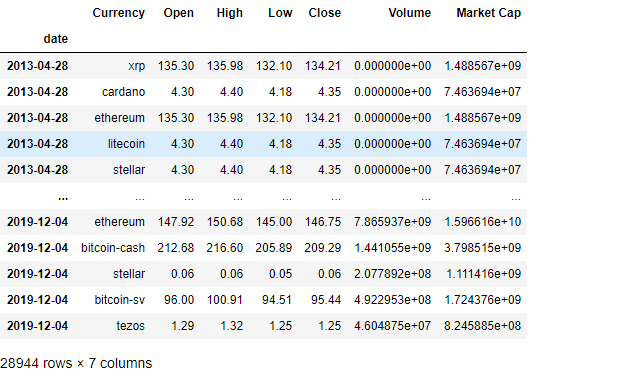 Currency Open High Low Close Volume Market Cap
date
2013-04-28 xrp 135.30 135.98 132.10 134.21 0.000000e+00 1.488567e+09
2013-04-28 cardano 4.30 4.40 4.18 4.35 0.000000e+00 7.463694e+07
2013-04-28 ethereum 135.30 135.98 132.10 134.21 0.000000e+00 1.488567e+09
2013-04-28 litecoin 4.30 4.40 4.18 4.35 0.000000e+00 7.463694e+07
2013-04-28 stellar 4.30 4.40 4.18 4.35 0.000000e+00 7.463694e+07
... ... ... ... ... ... ... ...
2019-12-04 ethereum 147.92 150.68 145.00 146.75 7.865937e+09 1.596616e+10
2019-12-04 bitcoin-cash 212.68 216.60 205.89 209.29 1.441055e+09 3.798515e+09
2019-12-04 stellar 0.06 0.06 0.05 0.06 2.077892e+08 1.111416e+09
2019-12-04 bitcoin-sv 96.00 100.91 94.51 95.44 4.922953e+08 1.724376e+09
2019-12-04 tezos 1.29 1.32 1.25 1.25 4.604875e+07 8.245885e+08
28944 rows × 7 columns